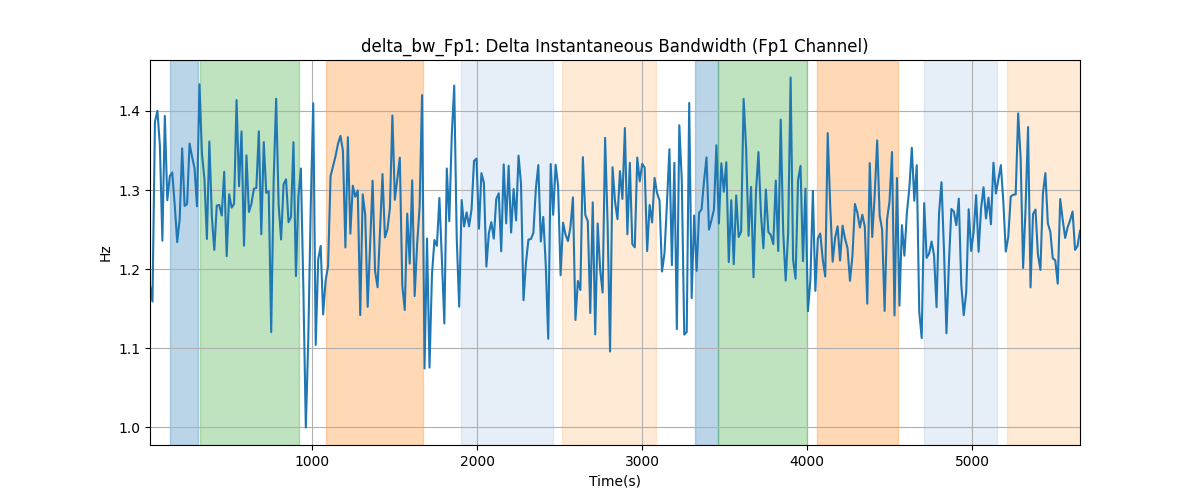 delta_bw_Fp1: Delta Instantaneous Bandwidth (Fp1 Channel)
1.4
1.3
1.2
1.1
1.0
Hz
1000 2000 3000 4000 5000
Time(s)